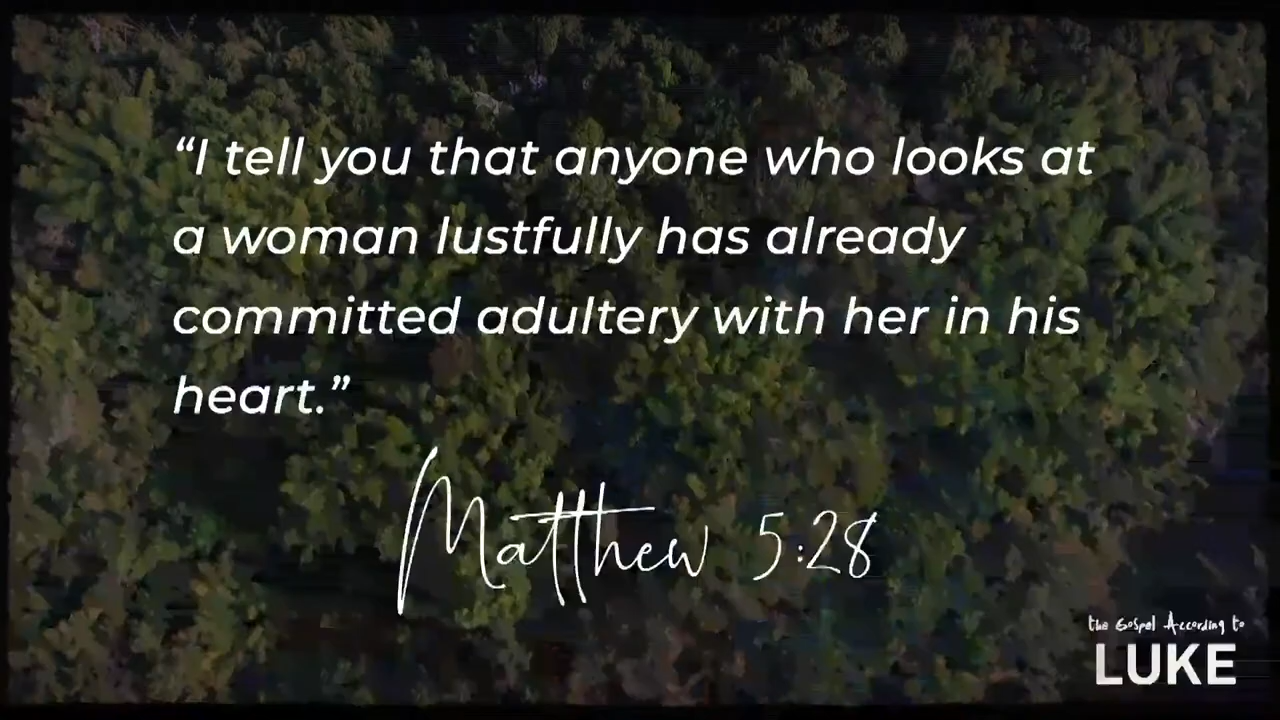 “I tell you that anyone who looks at
a woman lustfully has already
committed adultery with her in his
heart.”
Matthew 5:28
the Gospel According to
LUKE